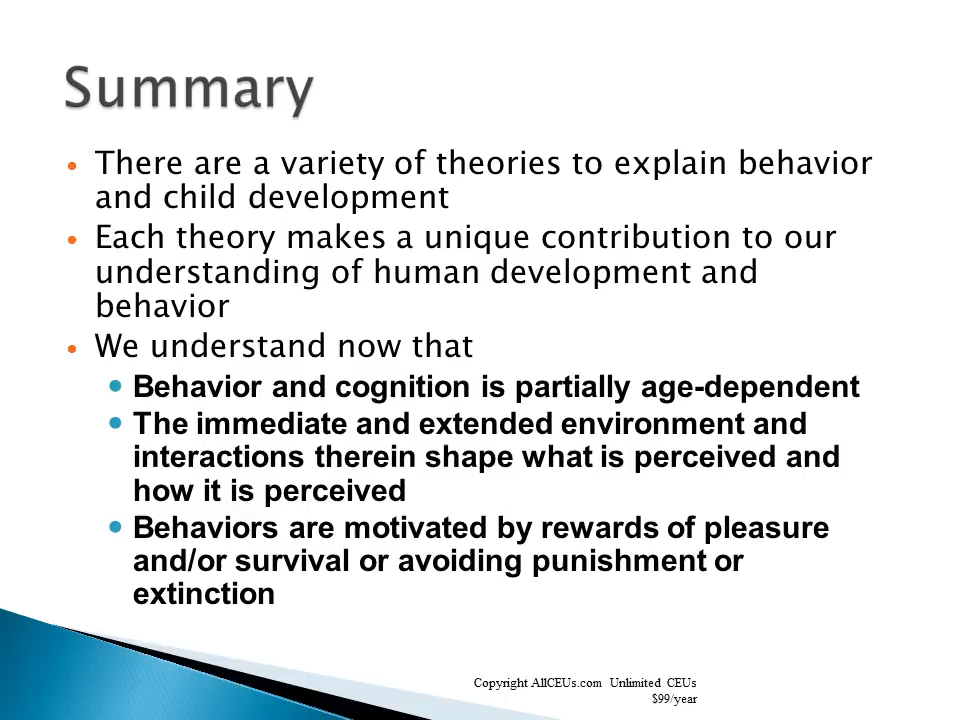 Summary
• There are a variety of theories to explain behavior
and child development
• Each theory makes a unique contribution to our
understanding of human development and
behavior
• We understand now that
• Behavior and cognition is partially age-dependent
• The immediate and extended environment and
interactions therein shape what is perceived and
how it is perceived
• Behaviors are motivated by rewards of pleasure
and/or survival or avoiding punishment or
extinction
Copyright AllCEUs.com Unlimited CEUs
$99/year